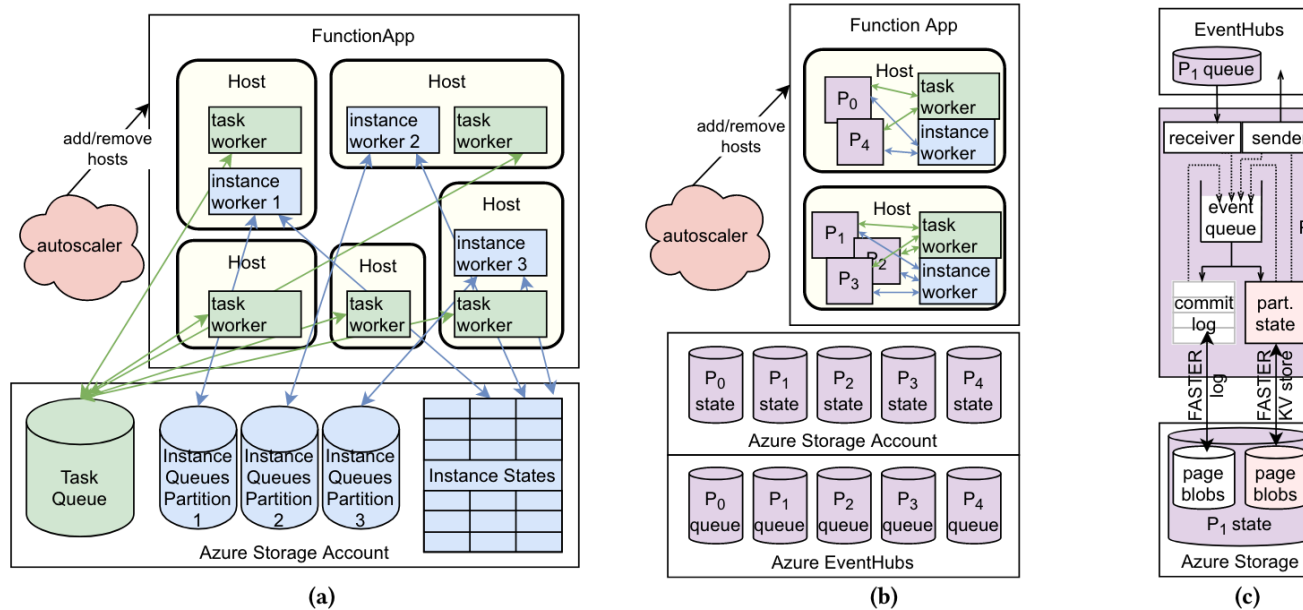 FunctionApp
Host
task
worker
instance
worker 1
Host
instance
worker 2
task
worker
Host
instance
worker 3
task
worker
Host
task
worker
Host
task
worker
add/remove
hosts
autoscaler
Task
Queue
Instance
Queues
Partition
1
Instance
Queues
Partition
2
Instance
Queues
Partition
3
Instance States
Azure Storage Account
(a)
Function App
Host
P0
P4
task
worker
instance
worker
Host
P1
P2
P3
task
worker
instance
worker
add/remove
hosts
autoscaler
P0
state
P1
state
P2
state
P3
state
P4
state
Azure Storage Account
P0
queue
P1
queue
P2
queue
P3
queue
P4
queue
Azure EventHubs
(b)
EventHubs
P1 queue
receiver
sender
event
queue
commit
log
part.
state
FASTER
log
FASTER
KV store
page
blobs
page
blobs
P1 state
Azure Storage
(c)